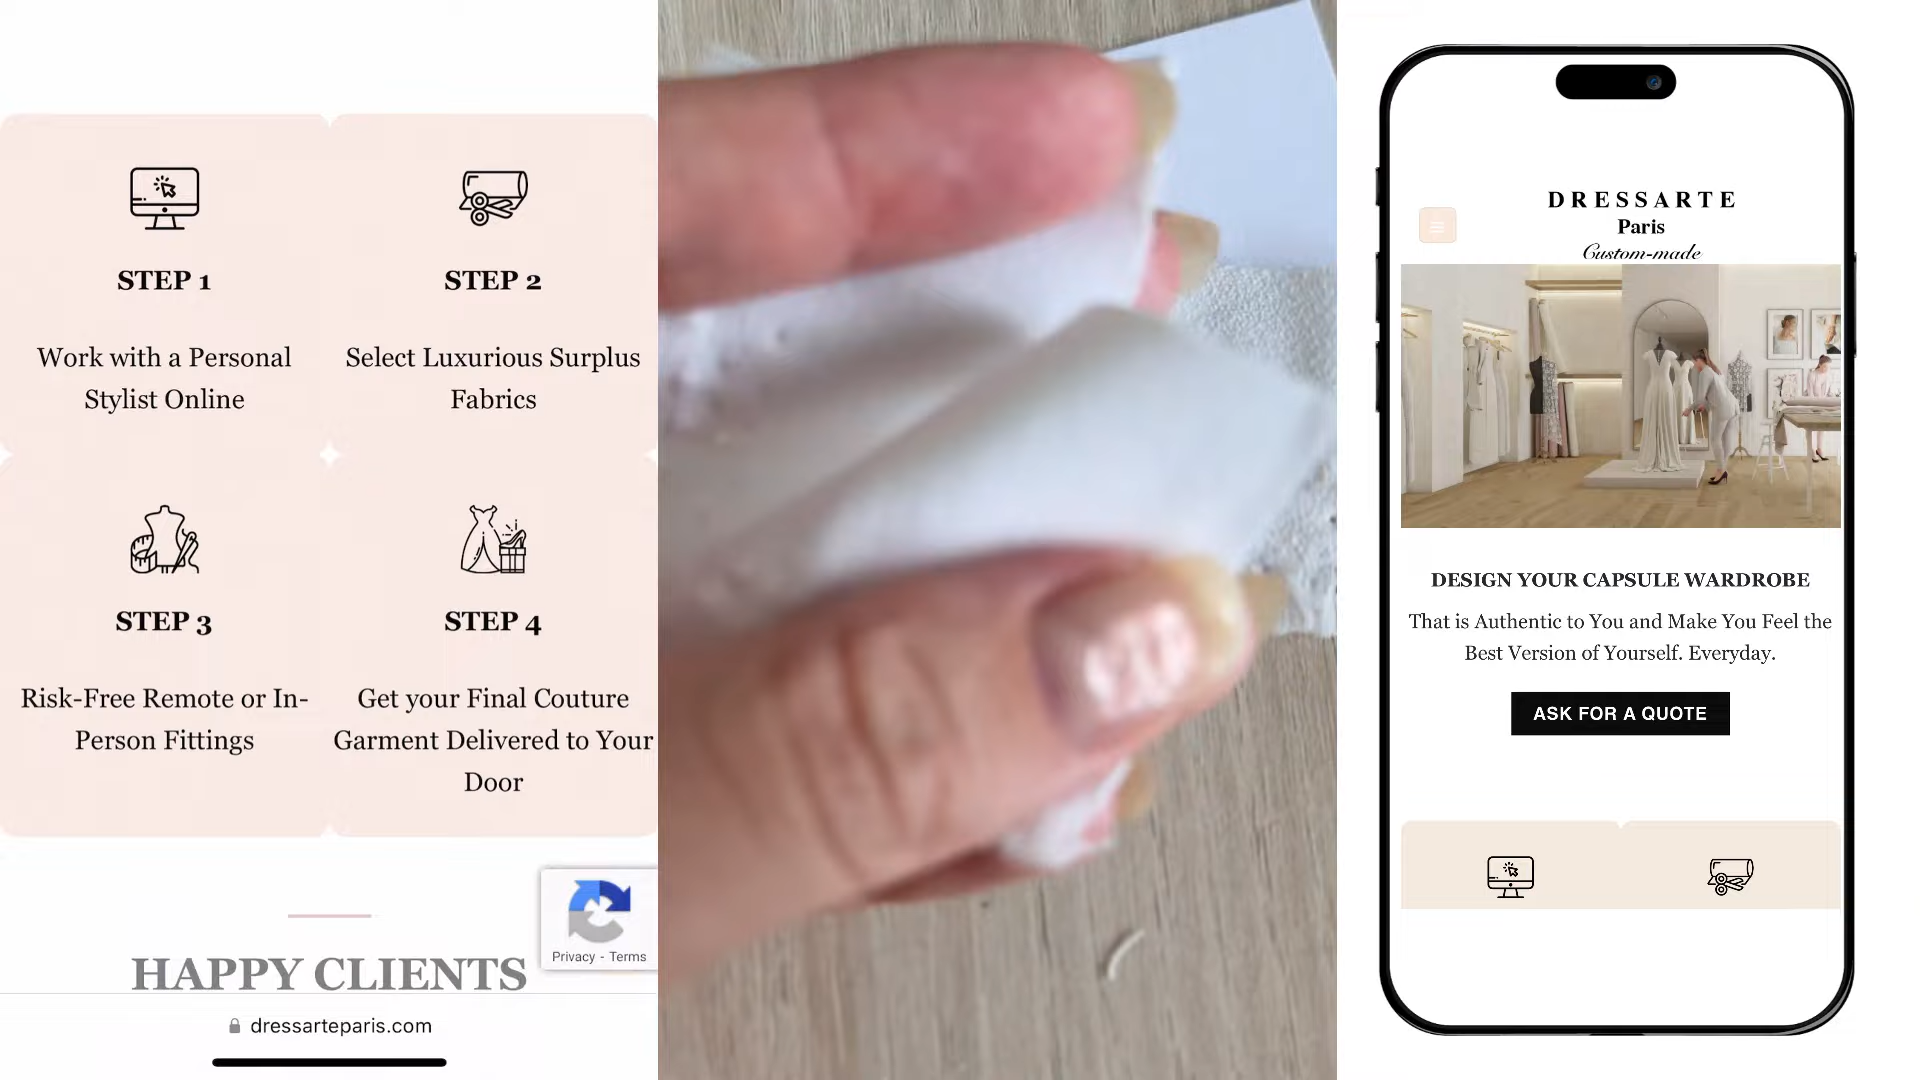 STEP 1
Work with a Personal
Stylist Online
STEP 2
Select Luxurious Surplus
Fabrics
STEP 3
Risk-Free Remote or In-
Person Fittings
STEP 4
Get your Final Couture
Garment Delivered to Your
Door
Privacy - Terms
HAPPY CLIENTS
dressarteparis.com
DRESSARTE
Paris
Custom-made
DESIGN YOUR CAPSULE WARDROBE
That is Authentic to You and Make You Feel the
Best Version of Yourself. Everyday.
ASK FOR A QUOTE